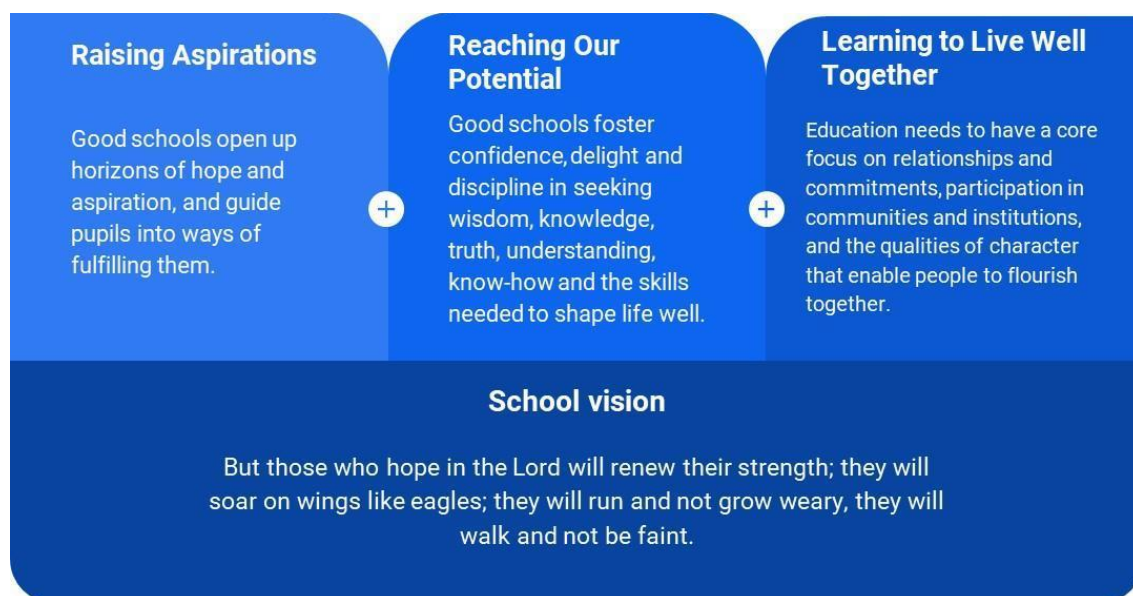 Raising Aspirations
Good schools open up
horizons of hope and
aspiration, and guide
pupils into ways of
fulfilling them.
+
Reaching Our
Potential
Good schools foster
confidence, delight and
discipline in seeking
wisdom, knowledge,
truth, understanding,
know-how and the skills
needed to shape life well.
+
Learning to Live Well
Together
Education needs to have a core
focus on relationships and
commitments, participation in
communities and institutions,
and the qualities of character
that enable people to flourish
together.
School vision
But those who hope in the Lord will renew their strength; they will
soar on wings like eagles; they will run and not grow weary, they will
walk and not be faint.